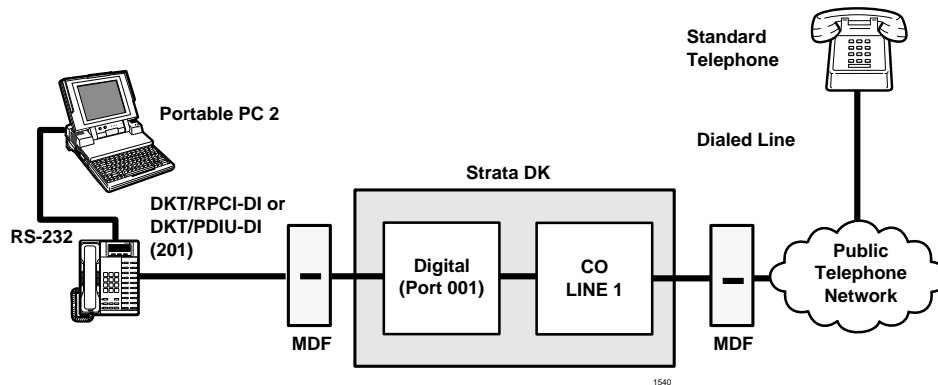 Standard
Telephone
Portable PC 2
Dialed Line
Strata DK
DKT/RPCI-DI or
DKT/PDIU-DI
(201)
RS-232
Digital
(Port 001)
CO
LINE 1
Public
Telephone
Network
MDF
MDF
1540